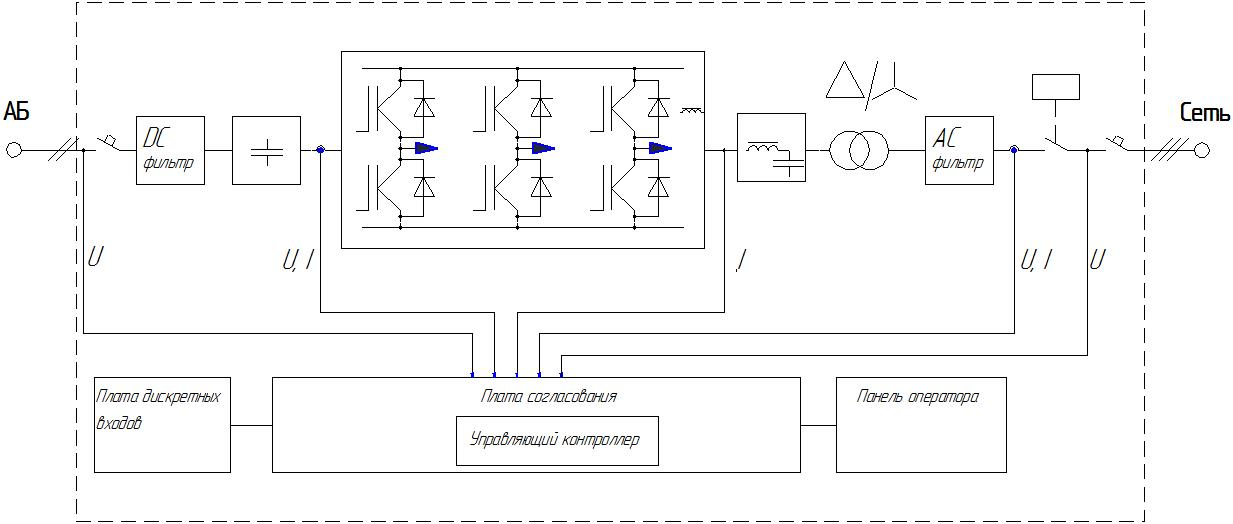 АБ
Сеть
DC
фильтр
AC
фильтр
U
U, I
,I
U, I
U
Плата дискретных
входов
Плата согласования
Управляющий контроллер
Панель оператора